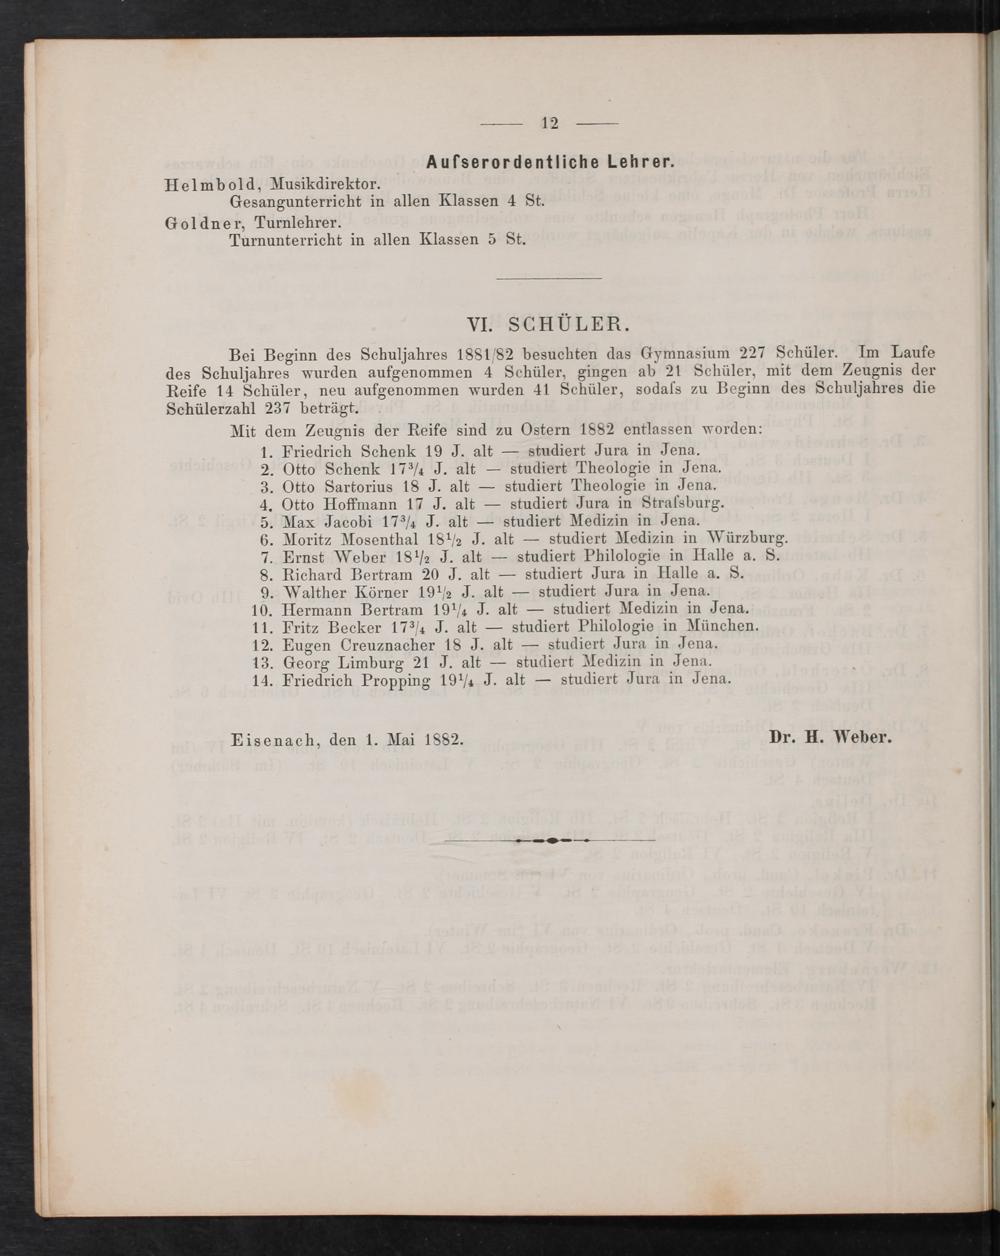 12
Aufserordentliche Lehrer.
Helmbold, Musikdirektor.
Gesangunterricht in allen Klassen 4 St.
Goldner, Turnlehrer.
Turnunterricht in allen Klassen 5 St.
VI. SCHÜLER.
Bei Beginn des Schuljahres 1881/82 besuchten das Gymnasium 227 Schüler. Im Laufe
des Schuljahres wurden aufgenommen 4 Schüler, gingen ab 21 Schüler, mit dem Zeugnis der
Reife 14 Schüler, neu aufgenommen wurden 41 Schüler, sodafs zu Beginn des Schuljahres die
Schülerzahl 237 beträgt.
Mit dem Zeugnis der Reife sind zu Ostern 1882 entlassen worden:
1. Friedrich Schenk 19 J. alt — studiert Jura in Jena.
2. Otto Schenk 17³/₄ J. alt — studiert Theologie in Jena.
3. Otto Sartorius 18 J. alt — studiert Theologie in Jena.
4. Otto Hoffmann 17 J. alt — studiert Jura in Strafsburg.
5. Max Jacobi 17³/₄ J. alt — studiert Medizin in Jena.
6. Moritz Mosenthal 18¹/₂ J. alt — studiert Medizin in Würzburg.
7. Ernst Weber 18¹/₂ J. alt — studiert Philologie in Halle a. S.
8. Richard Bertram 20 J. alt — studiert Jura in Halle a. S.
9. Walther Körner 19¹/₂ J. alt — studiert Jura in Jena.
10. Hermann Bertram 19¹/₄ J. alt — studiert Medizin in Jena.
11. Fritz Becker 17³/₄ J. alt — studiert Philologie in München.
12. Eugen Creuznacher 18 J. alt — studiert Jura in Jena.
13. Georg Limburg 21 J. alt — studiert Medizin in Jena.
14. Friedrich Propping 19¹/₄ J. alt — studiert Jura in Jena.
Eisenach, den 1. Mai 1882. Dr. H. Weber.